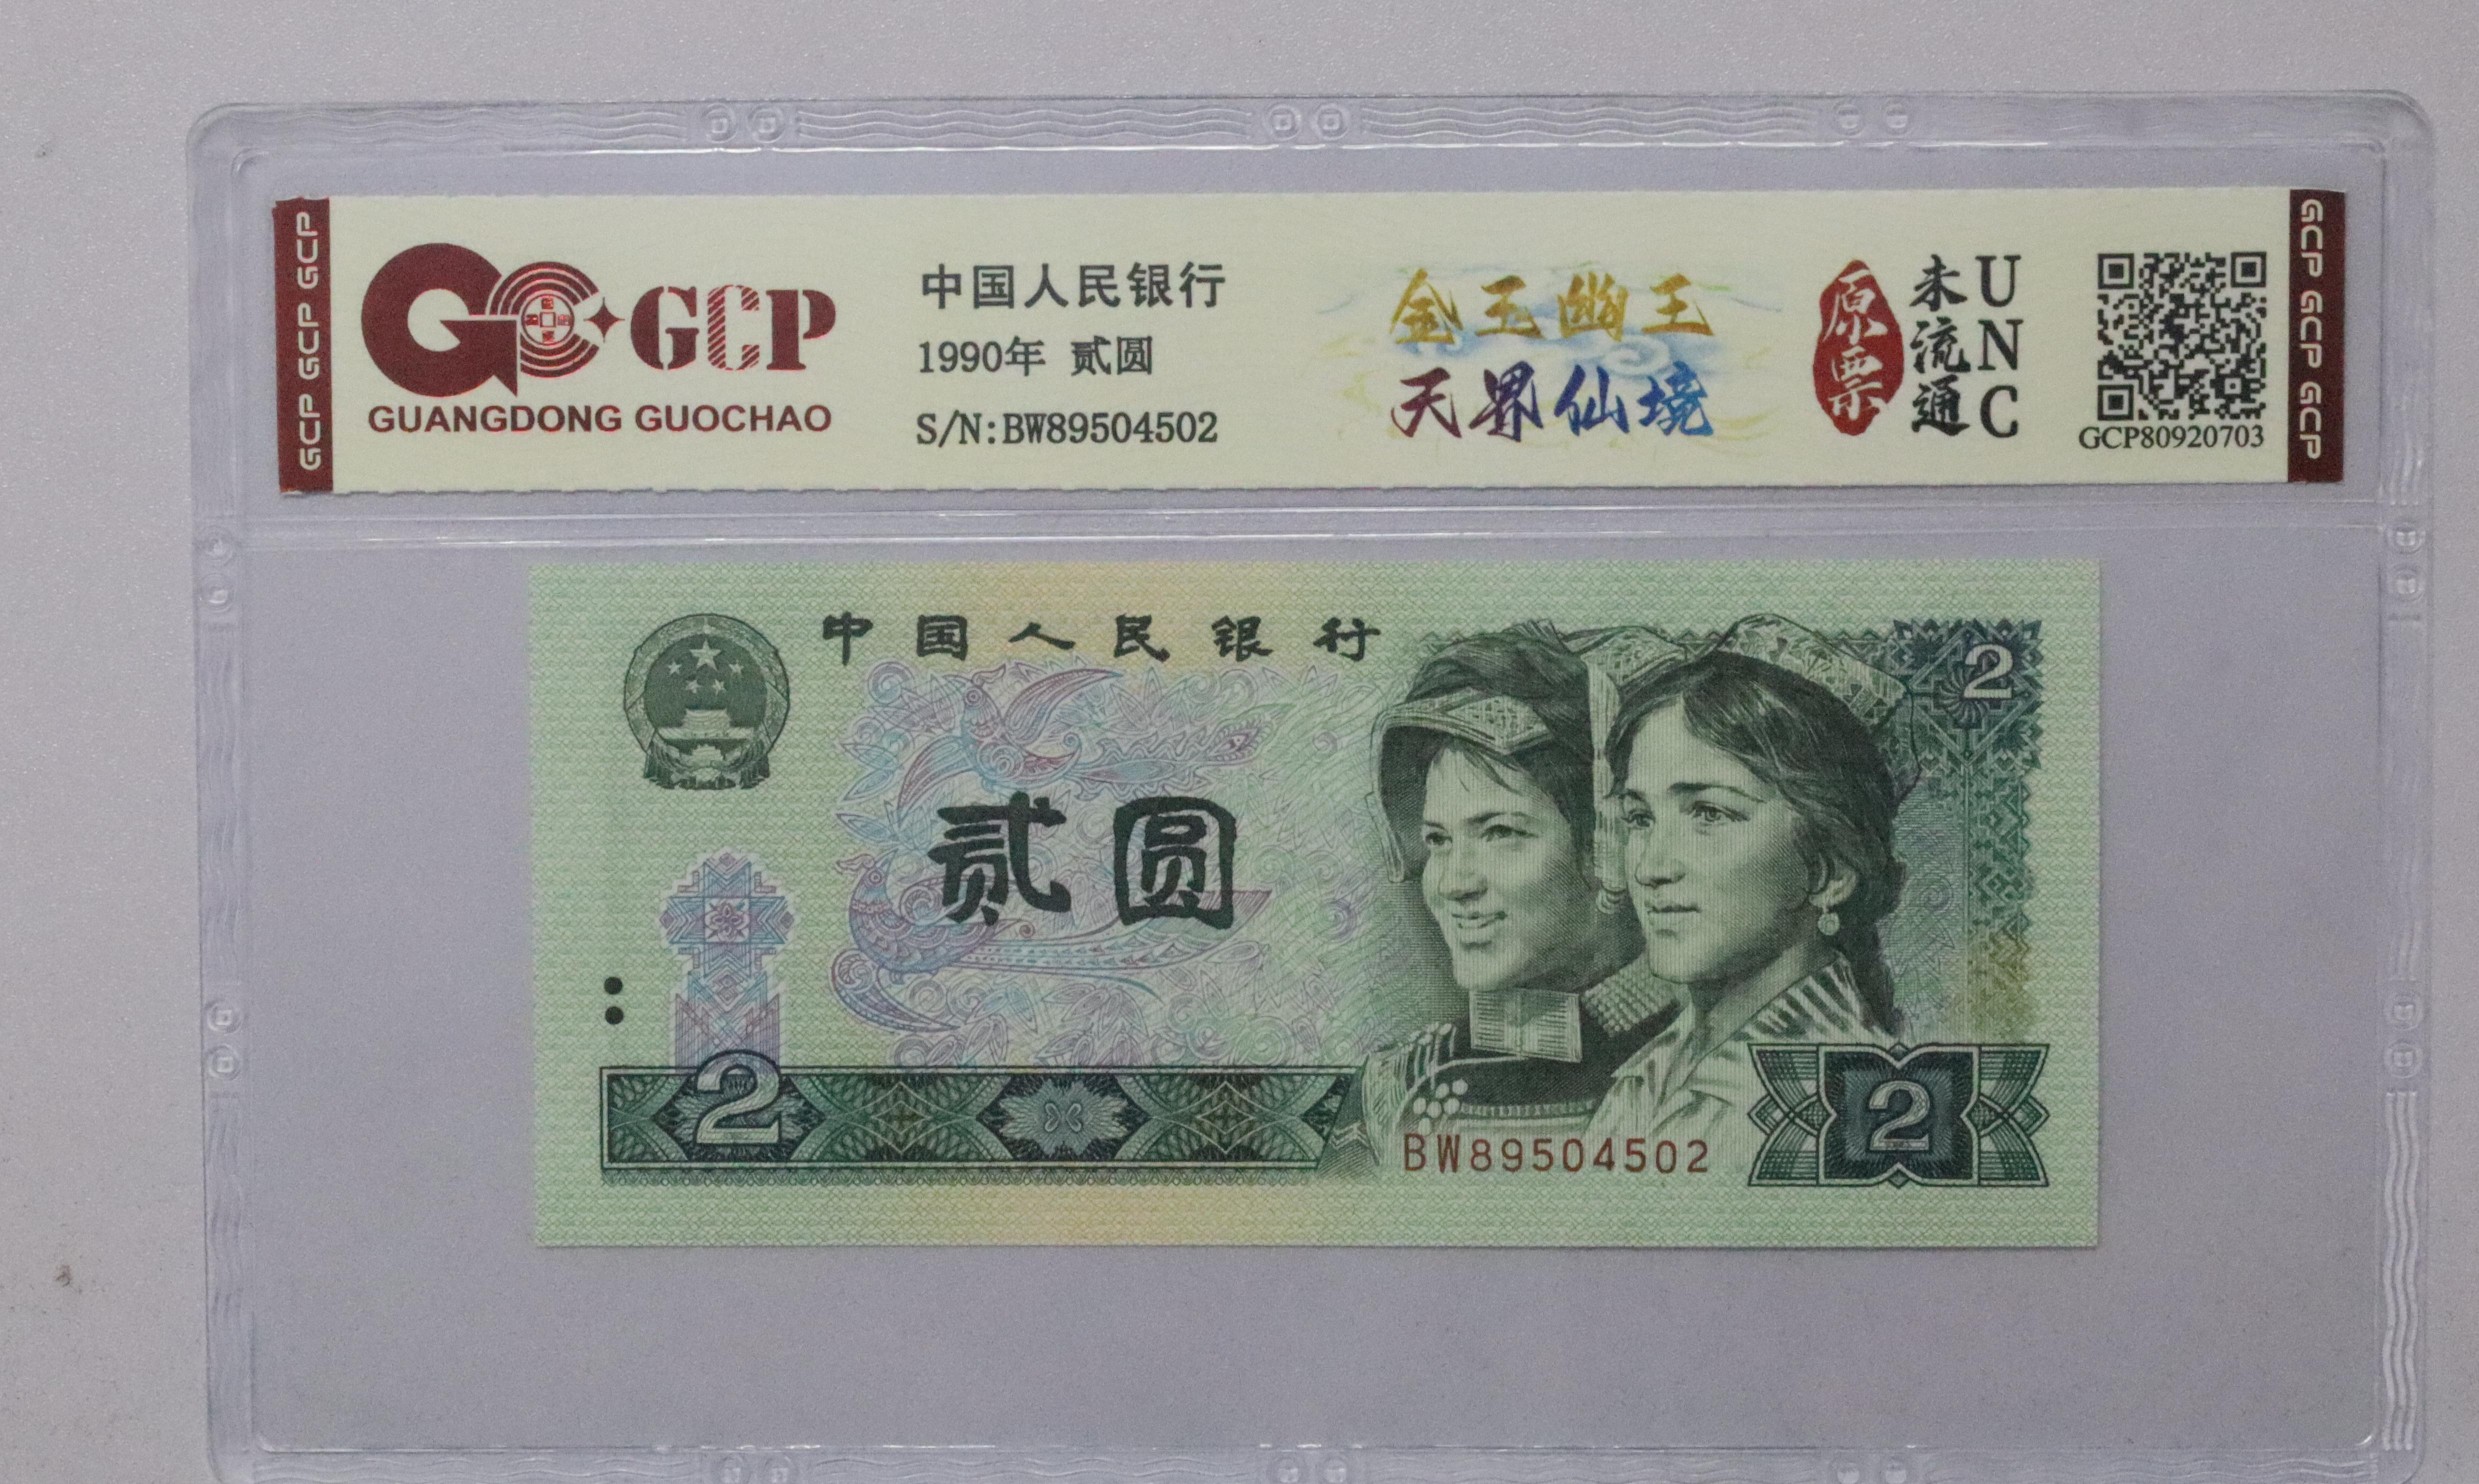 GCP GCP GCP
GCP
GUANGDONG GUOCHAO
中国人民银行
1990年 贰圆
S/N:BW89504502
金玉幽王
天界仙境
原票
未流通
UNC
GCP80920703
GCP GCP GCP
中国人民银行
2
贰圆
2
BW89504502
2